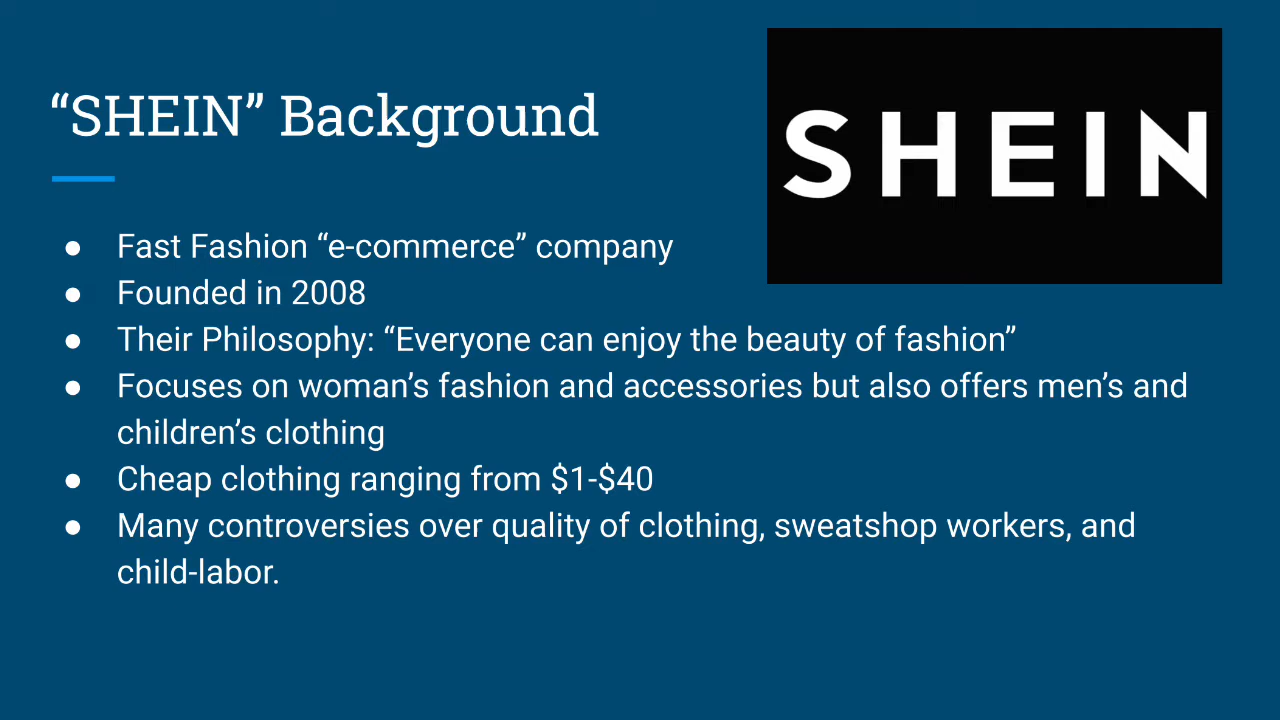 “SHEIN” Background
SHEIN
● Fast Fashion “e-commerce” company
● Founded in 2008
● Their Philosophy: “Everyone can enjoy the beauty of fashion”
● Focuses on woman’s fashion and accessories but also offers men’s and
children’s clothing
● Cheap clothing ranging from $1-$40
● Many controversies over quality of clothing, sweatshop workers, and
child-labor.